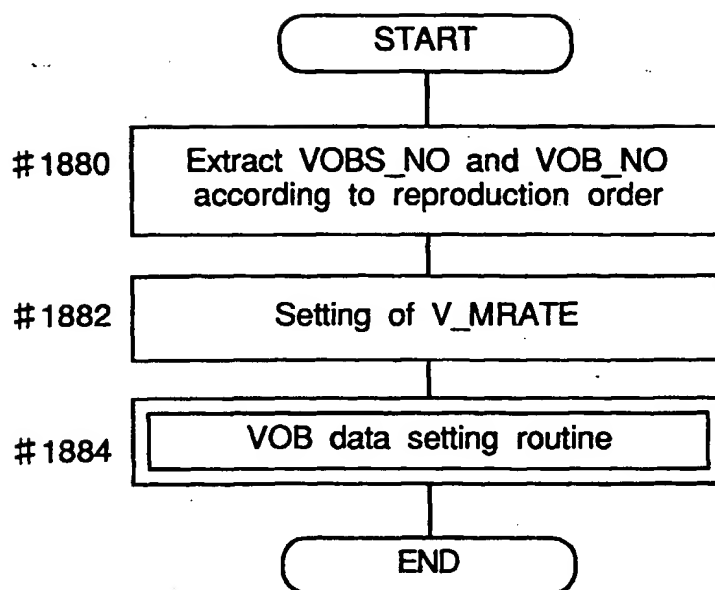 START
#1880
Extract VOBS_NO and VOB_NO
according to reproduction order
#1882
Setting of V_MRATE
#1884
VOB data setting routine
END